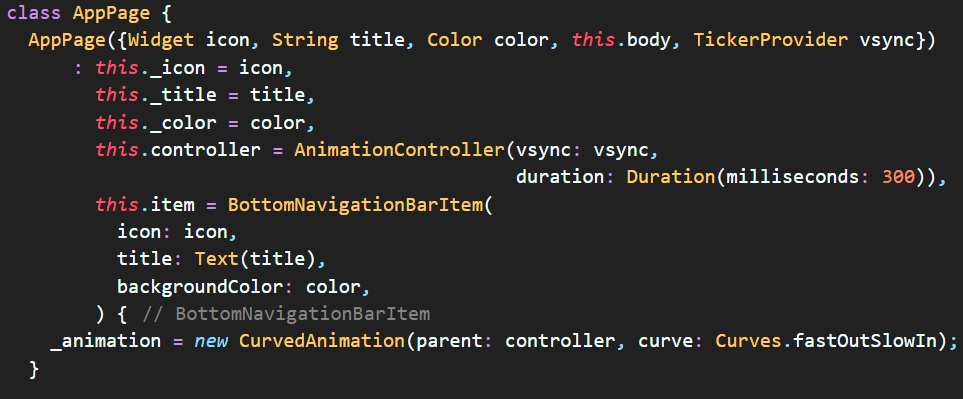 class AppPage {
  AppPage({Widget icon, String title, Color color, this.body, TickerProvider vsync})
      : this._icon = icon,
        this._title = title,
        this._color = color,
        this.controller = AnimationController(vsync: vsync,
                                              duration: Duration(milliseconds: 300)),
        this.item = BottomNavigationBarItem(
          icon: icon,
          title: Text(title),
          backgroundColor: color,
        ) { // BottomNavigationBarItem
    _animation = new CurvedAnimation(parent: controller, curve: Curves.fastOutSlowIn);
  }